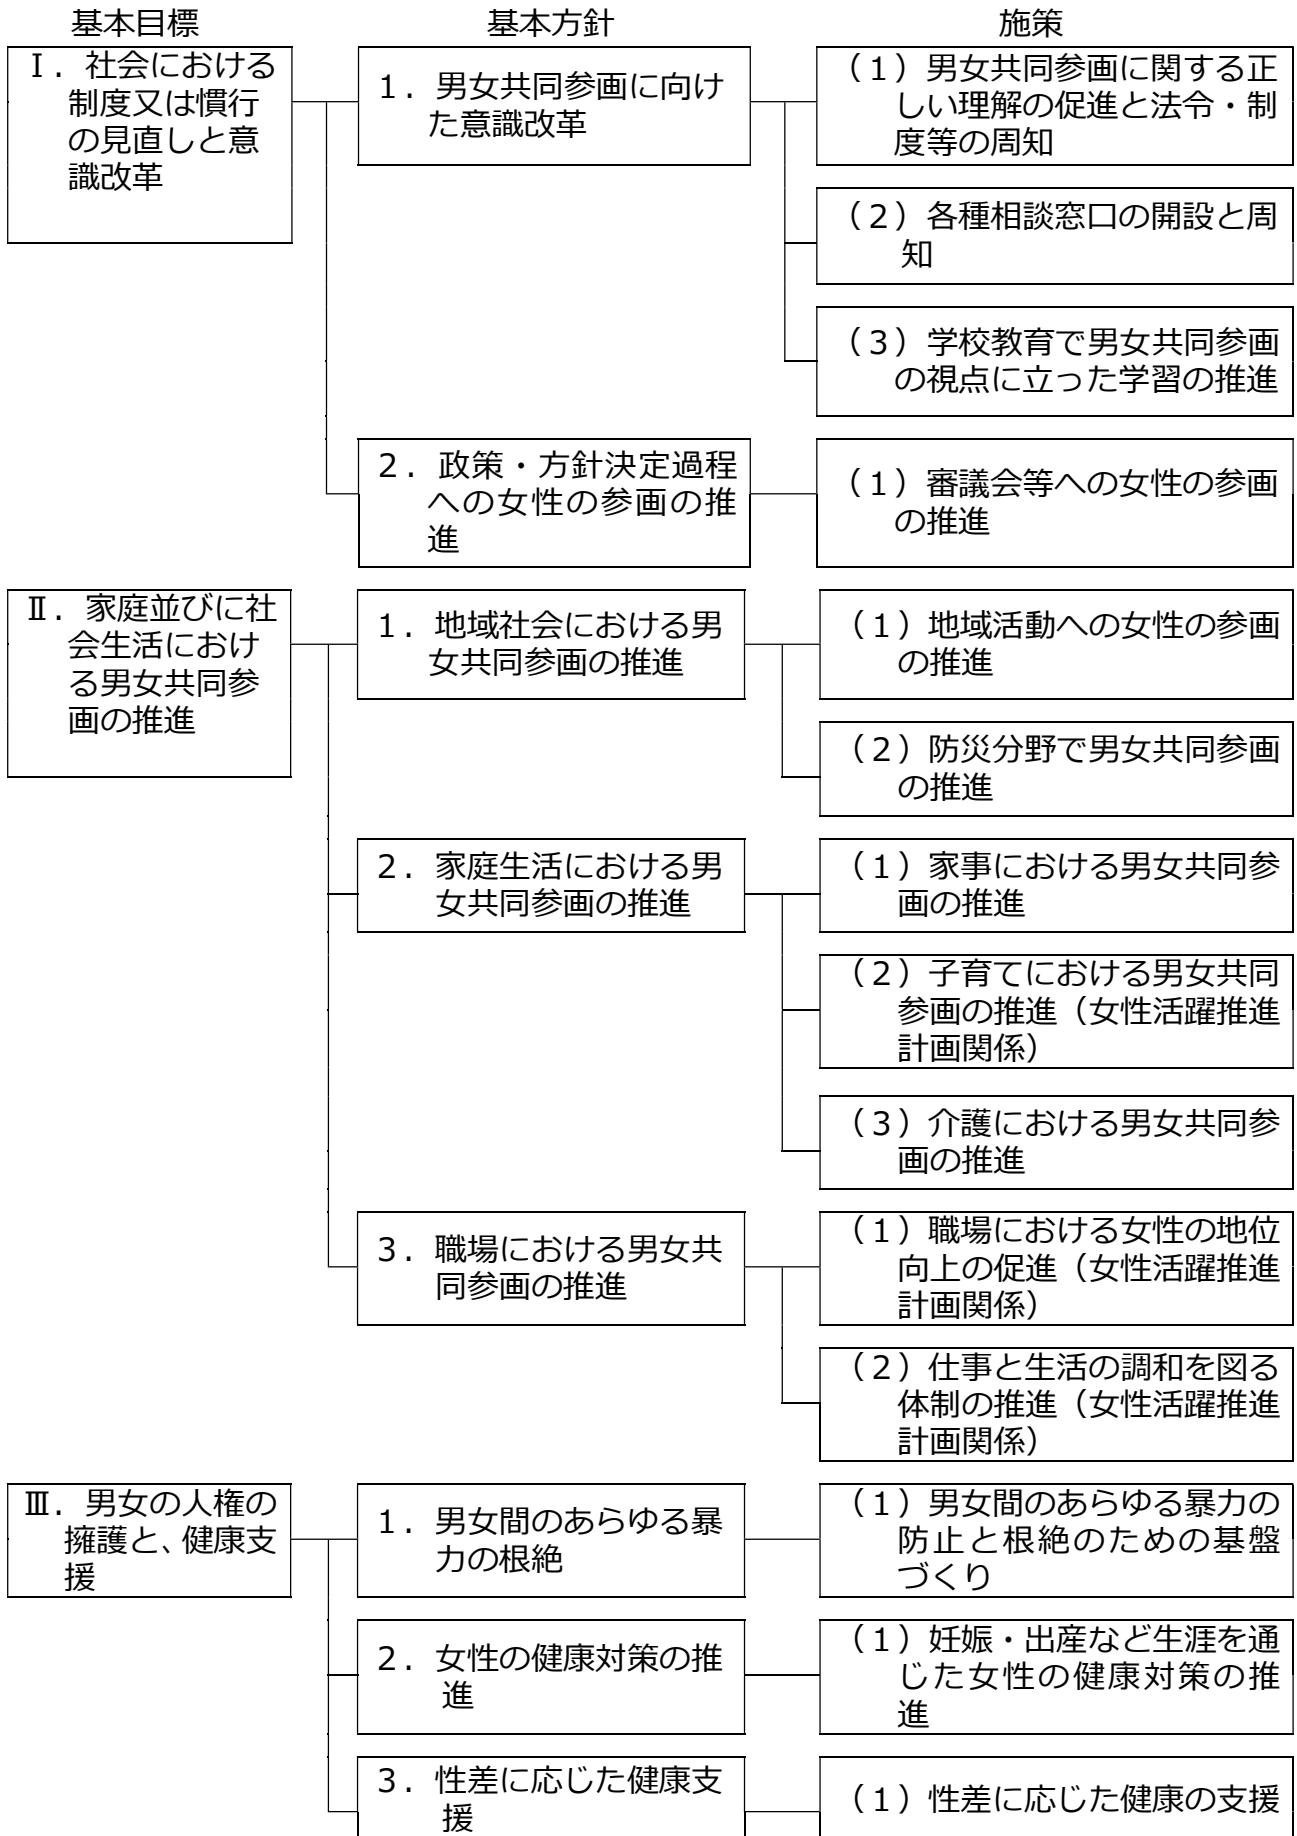 基本目標
基本方針
施策
Ⅰ．社会における
制度又は慣行
の見直しと意
識改革
１．男女共同参画に向け
た意識改革
（１）男女共同参画に関する正
しい理解の促進と法令・制
度等の周知
（２）各種相談窓口の開設と周
知
（３）学校教育で男女共同参画
の視点に立った学習の推進
２．政策・方針決定過程
への女性の参画の推
進
（１）審議会等への女性の参画
の推進
Ⅱ．家庭並びに社
会生活におけ
る男女共同参
画の推進
１．地域社会における男
女共同参画の推進
（１）地域活動への女性の参画
の推進
（２）防災分野で男女共同参画
の推進
２．家庭生活における男
女共同参画の推進
（１）家事における男女共同参
画の推進
（２）子育てにおける男女共同
参画の推進（女性活躍推進
計画関係）
（３）介護における男女共同参
画の推進
３．職場における男女共
同参画の推進
（１）職場における女性の地位
向上の促進（女性活躍推進
計画関係）
（２）仕事と生活の調和を図る
体制の推進（女性活躍推進
計画関係）
Ⅲ．男女の人権の
擁護と、健康支
援
１．男女間のあらゆる暴
力の根絶
（１）男女間のあらゆる暴力の
防止と根絶のための基盤
づくり
２．女性の健康対策の推
進
（１）妊娠・出産など生涯を通
じた女性の健康対策の推
進
３．性差に応じた健康支
援
（１）性差に応じた健康の支援